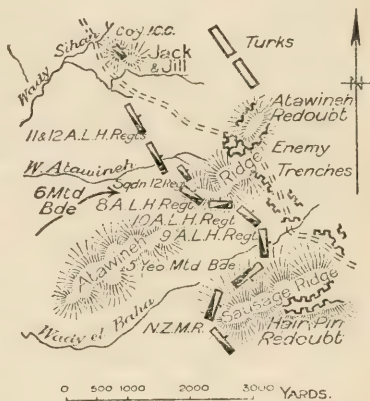 Coy I.C.C.
Turks
Wady Sihan
Jack
& Jill
N
Atawineh
Redoubt
11 & 12 A.L.H. Regts
Enemy
Trenches
W. Atawineh
Ridge
Sqdn 12 Regt
6 Mtd
Bde
8 A.L.H. Regt
10 A.L.H. Regt
9 A.L.H. Regt
Atawineh
5 Yeo Mtd Bde
Sausage Ridge
Wady el Baha
N.Z.M.R.
Hair Pin
Redoubt
0 500 1000 2000 3000 YARDS.